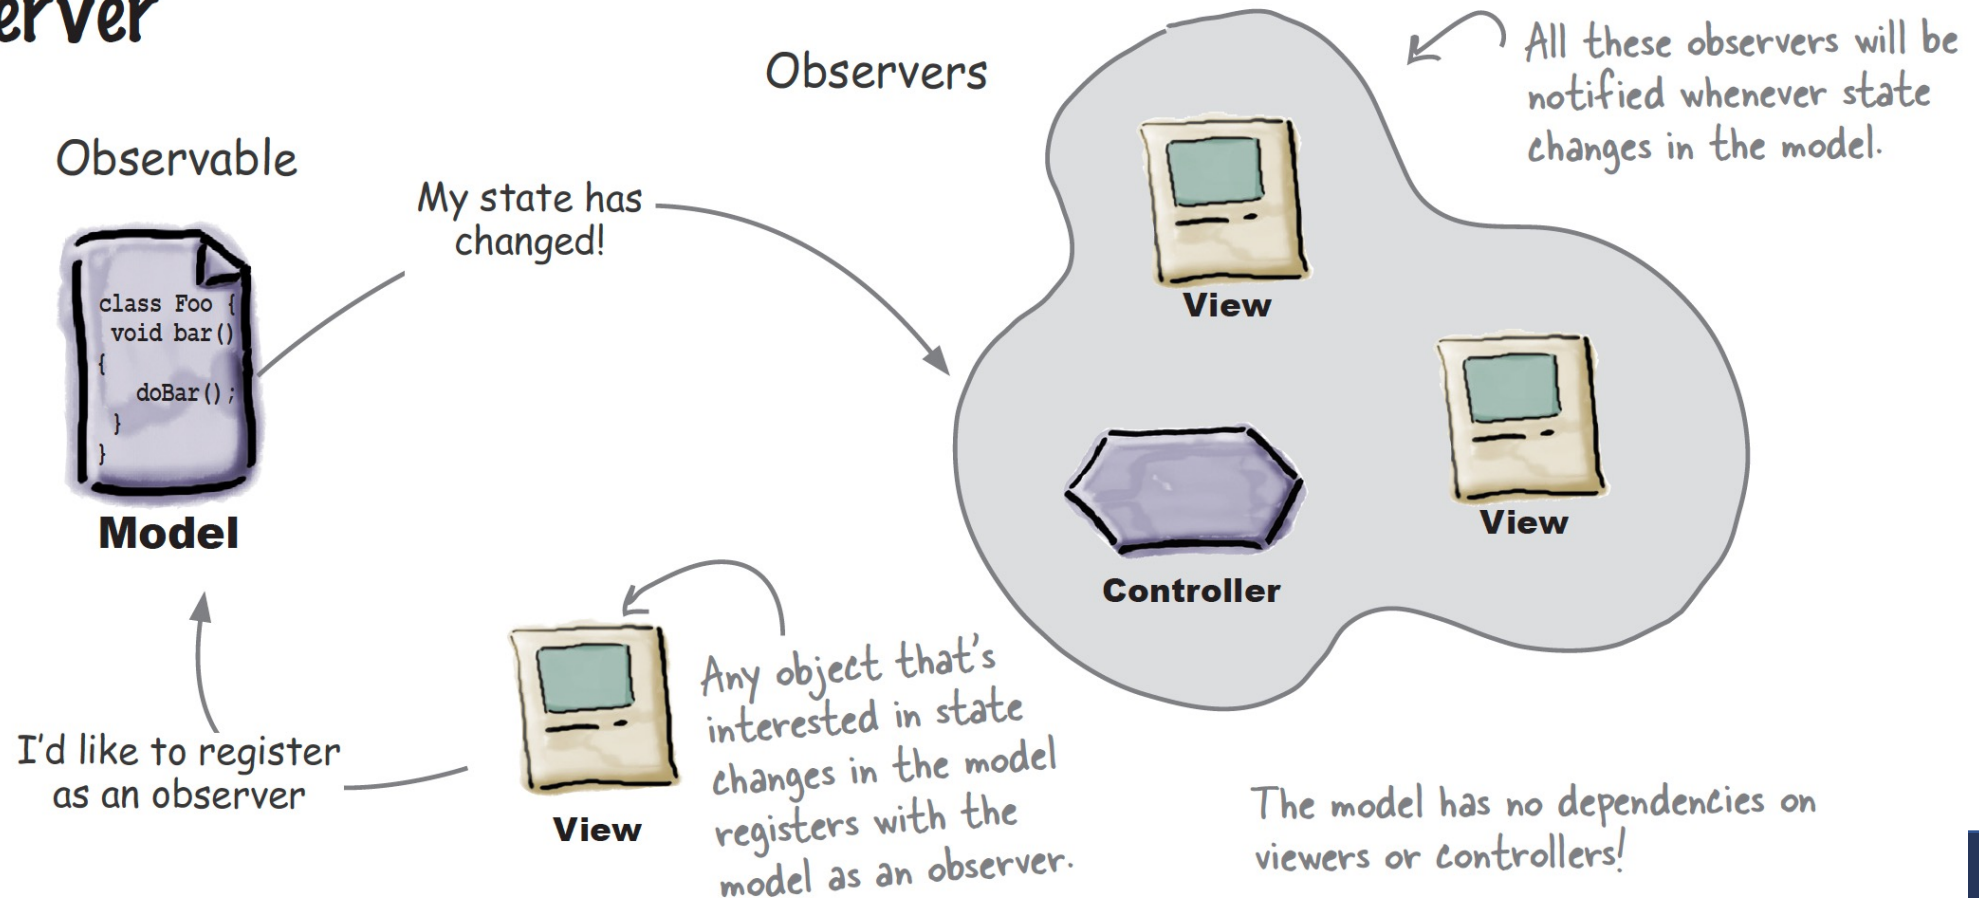 Observers
All these observers will be
notified whenever state
changes in the model.
Observable
My state has
changed!
class Foo {
void bar()
{
doBar();
}
}
Model
View
View
Controller
I'd like to register
as an observer
View
Any object that's
interested in state
changes in the model
registers with the
model as an observer.
The model has no dependencies on
viewers or controllers!